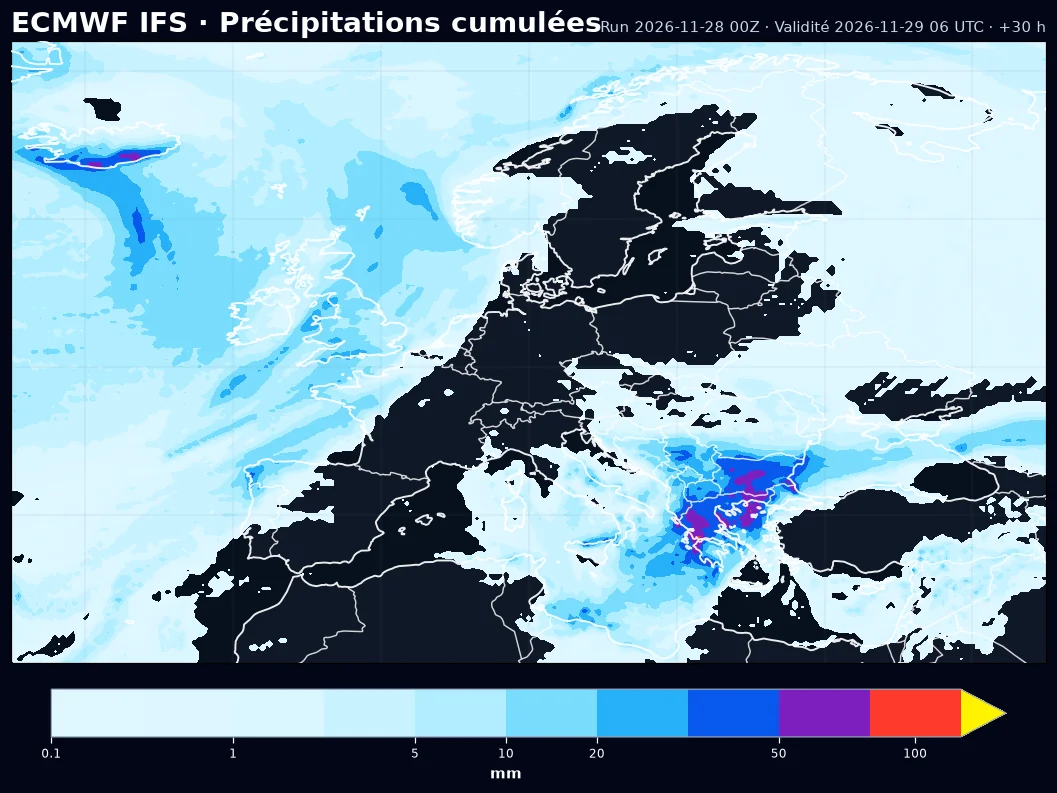 ECMWF IFS · Précipitations cumulées
Run 2026-11-28 00Z · Validité 2026-11-29 06 UTC · +30 h
0.1 1 5 10 20 50 100
mm